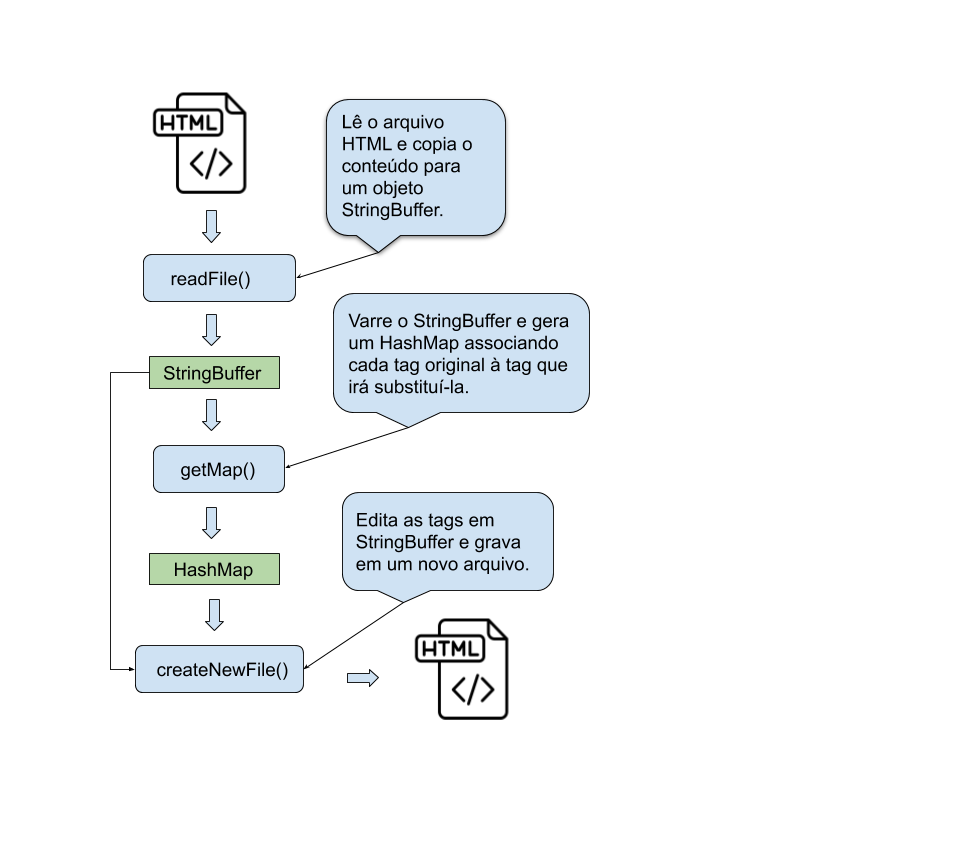 HTML
</>
Lê o arquivo
HTML e copia o
conteúdo para
um objeto
StringBuffer.
readFile()
Varre o StringBuffer e gera
um HashMap associando
cada tag original à tag que
irá substituí-la.
StringBuffer
getMap()
Edita as tags em
StringBuffer e grava
em um novo arquivo.
HashMap
createNewFile()
HTML
</>